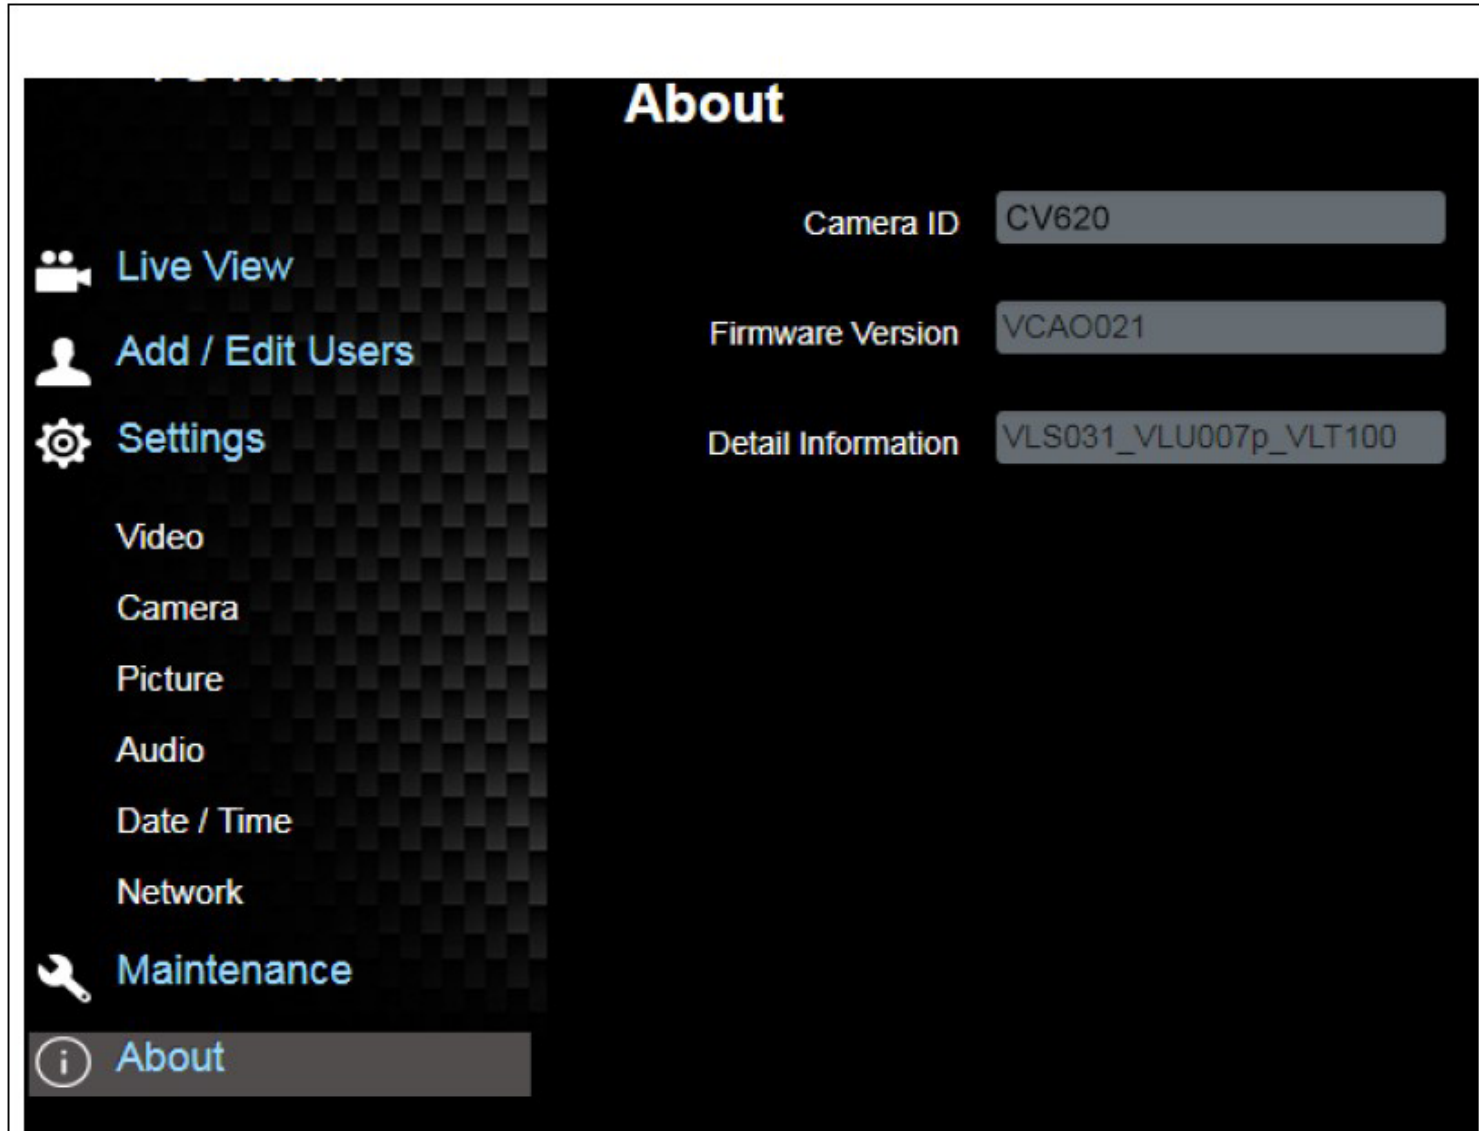 About
Camera ID CV620
Firmware Version VCAO021
Detail Information VLS031_VLU007p_VLT100
Live View
Add / Edit Users
Settings
Video
Camera
Picture
Audio
Date / Time
Network
Maintenance
About